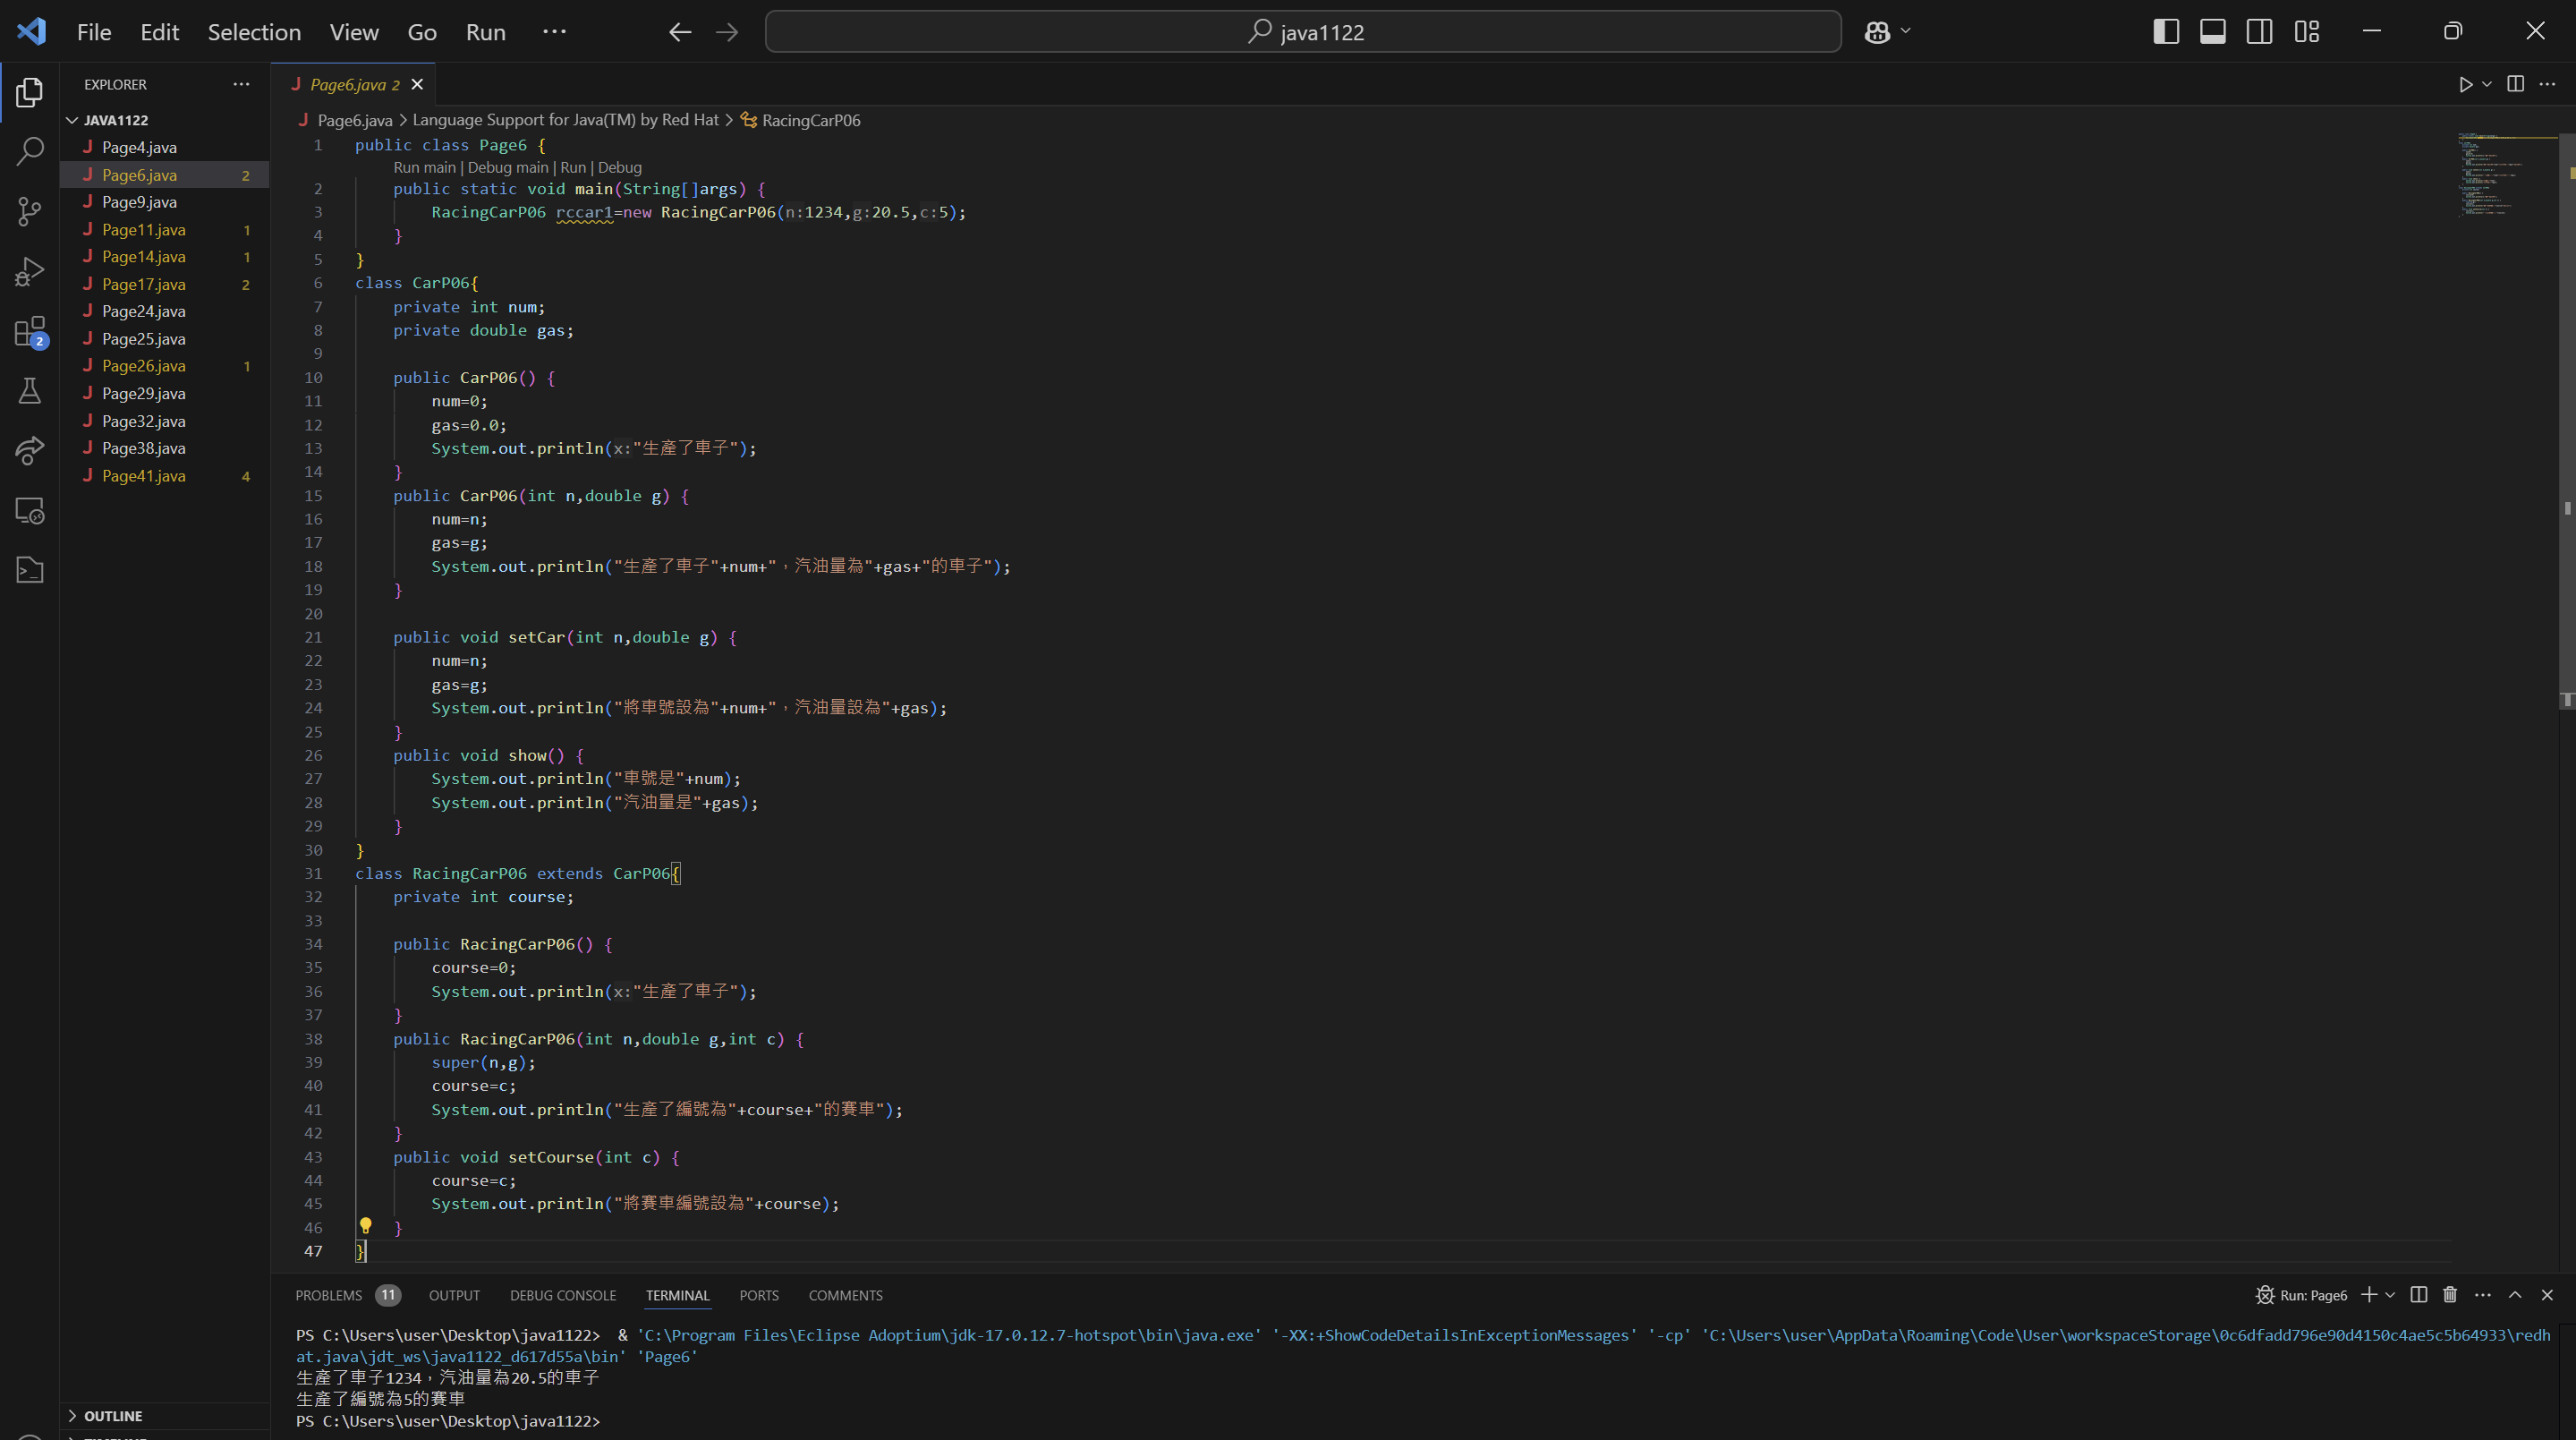 File Edit Selection View Go Run ··· java1122
EXPLORER ···
JAVA1122
Page4.java
Page6.java 2
Page9.java
Page11.java 1
Page14.java 1
Page17.java 2
Page24.java
Page25.java
Page26.java 1
Page29.java
Page32.java
Page38.java
Page41.java 4
OUTLINE
2
Page6.java 2
Page6.java > Language Support for Java(TM) by Red Hat > RacingCarP06
1 public class Page6 {
Run main | Debug main | Run | Debug
2 public static void main(String[]args) {
3 RacingCarP06 rccar1=new RacingCarP06(n:1234,g:20.5,c:5);
4 }
5 }
6 class CarP06{
7 private int num;
8 private double gas;
9
10 public CarP06() {
11 num=0;
12 gas=0.0;
13 System.out.println(x:"生產了車子");
14 }
15 public CarP06(int n,double g) {
16 num=n;
17 gas=g;
18 System.out.println("生產了車子"+num+"，汽油量為"+gas+"的車子");
19 }
20
21 public void setCar(int n,double g) {
22 num=n;
23 gas=g;
24 System.out.println("將車號設為"+num+"，汽油量設為"+gas);
25 }
26 public void show() {
27 System.out.println("車號是"+num);
28 System.out.println("汽油量是"+gas);
29 }
30 }
31 class RacingCarP06 extends CarP06{
32 private int course;
33
34 public RacingCarP06() {
35 course=0;
36 System.out.println(x:"生產了車子");
37 }
38 public RacingCarP06(int n,double g,int c) {
39 super(n,g);
40 course=c;
41 System.out.println("生產了編號為"+course+"的賽車");
42 }
43 public void setCourse(int c) {
44 course=c;
45 System.out.println("將賽車編號設為"+course);
46 }
47 }
PROBLEMS 11 OUTPUT DEBUG CONSOLE TERMINAL PORTS COMMENTS Run: Page6
PS C:\Users\user\Desktop\java1122>  & 'C:\Program Files\Eclipse Adoptium\jdk-17.0.12.7-hotspot\bin\java.exe' '-XX:+ShowCodeDetailsInExceptionMessages' '-cp' 'C:\Users\user\AppData\Roaming\Code\User\workspaceStorage\0c6dfadd796e90d4150c4ae5c5b64933\redh
at.java\jdt_ws\java1122_d617d55a\bin' 'Page6'
生產了車子1234，汽油量為20.5的車子
生產了編號為5的賽車
PS C:\Users\user\Desktop\java1122>